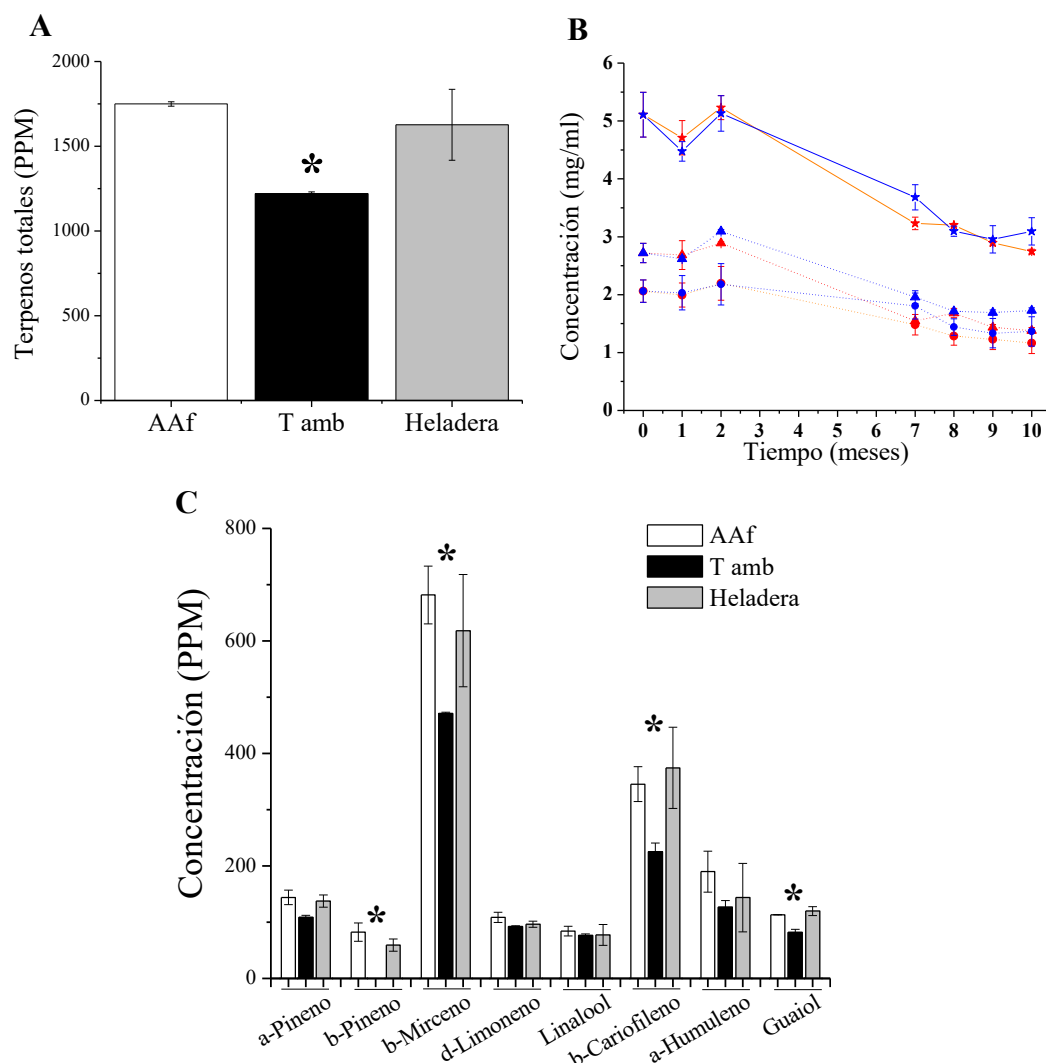 A
Terpenos totales (PPM)
2000
1500
1000
500
0
*
AAf T amb Heladera
B
Concentración (mg/ml)
6
5
4
3
2
1
0
0 1 2 3 4 5 6 7 8 9 10
Tiempo (meses)
C
Concentración (PPM)
800
600
400
200
0
AAf
T amb
Heladera
*
*
*
*
a-Pineno
b-Pineno
b-Mirceno
d-Limoneno
Linalool
b-Cariofileno
a-Humuleno
Guaiol